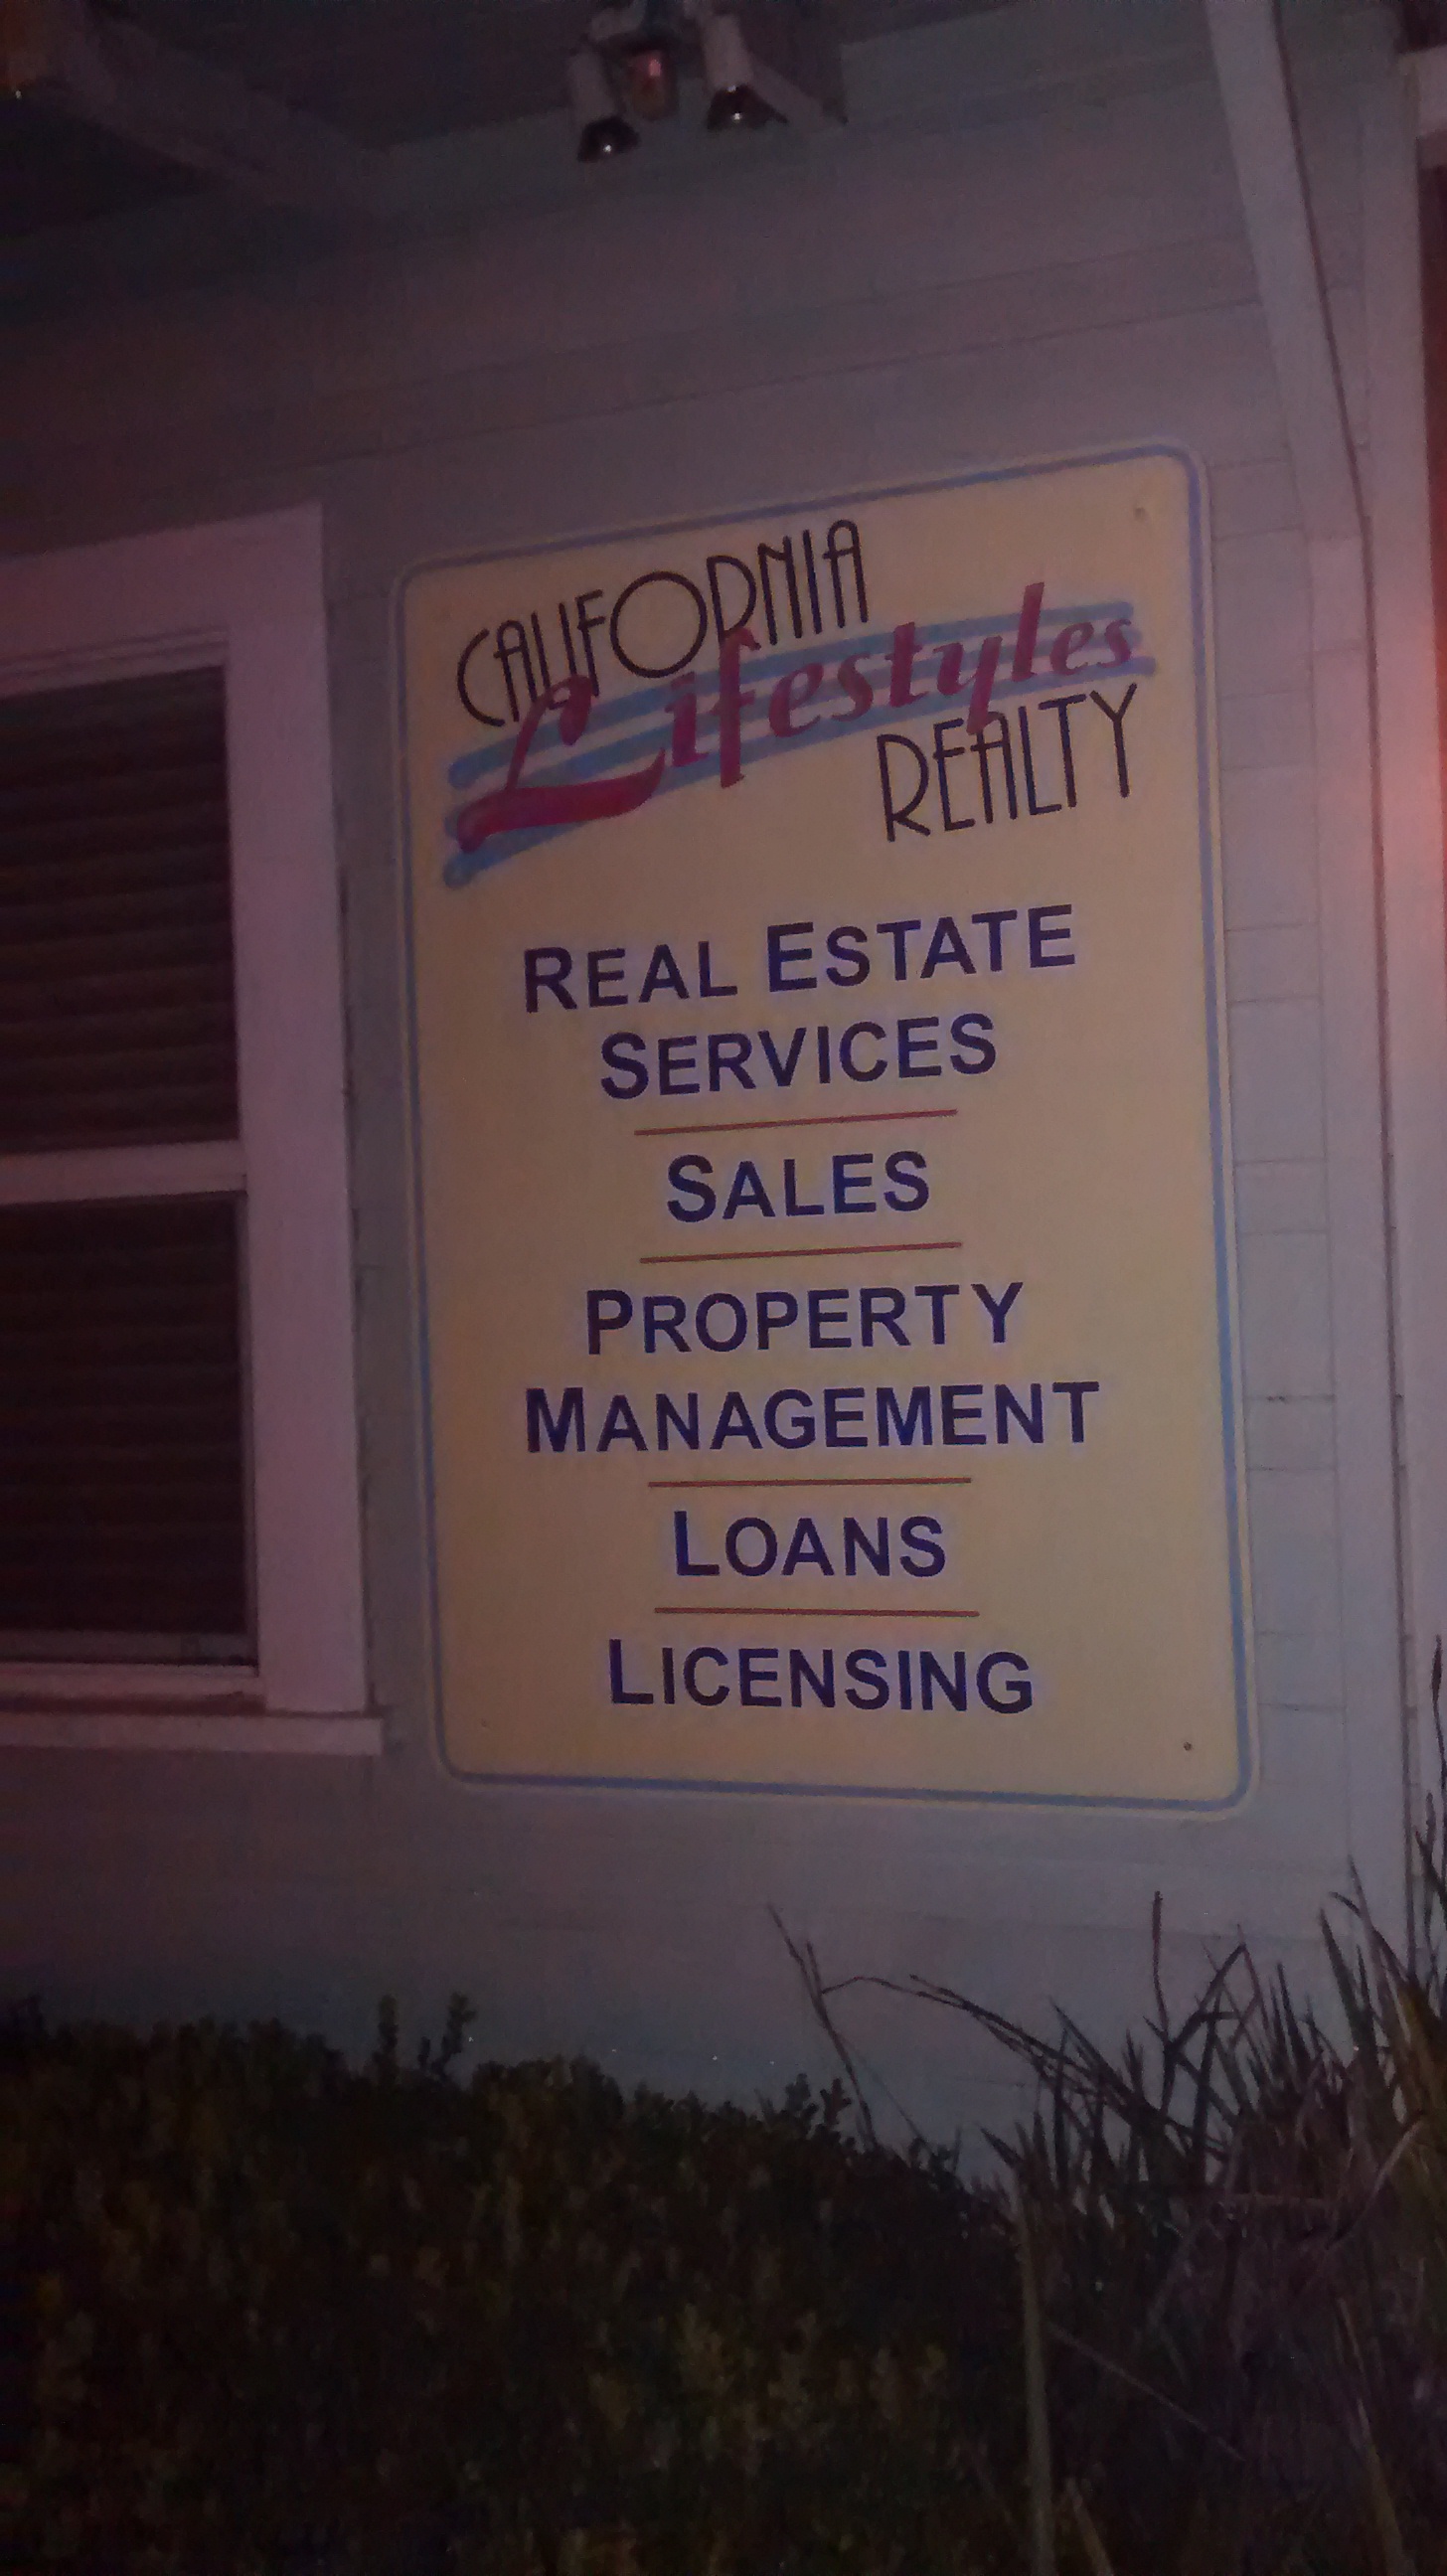 CALIFORNIA
Lifestyles
REALTY
REAL ESTATE
SERVICES
SALES
PROPERTY
MANAGEMENT
LOANS
LICENSING